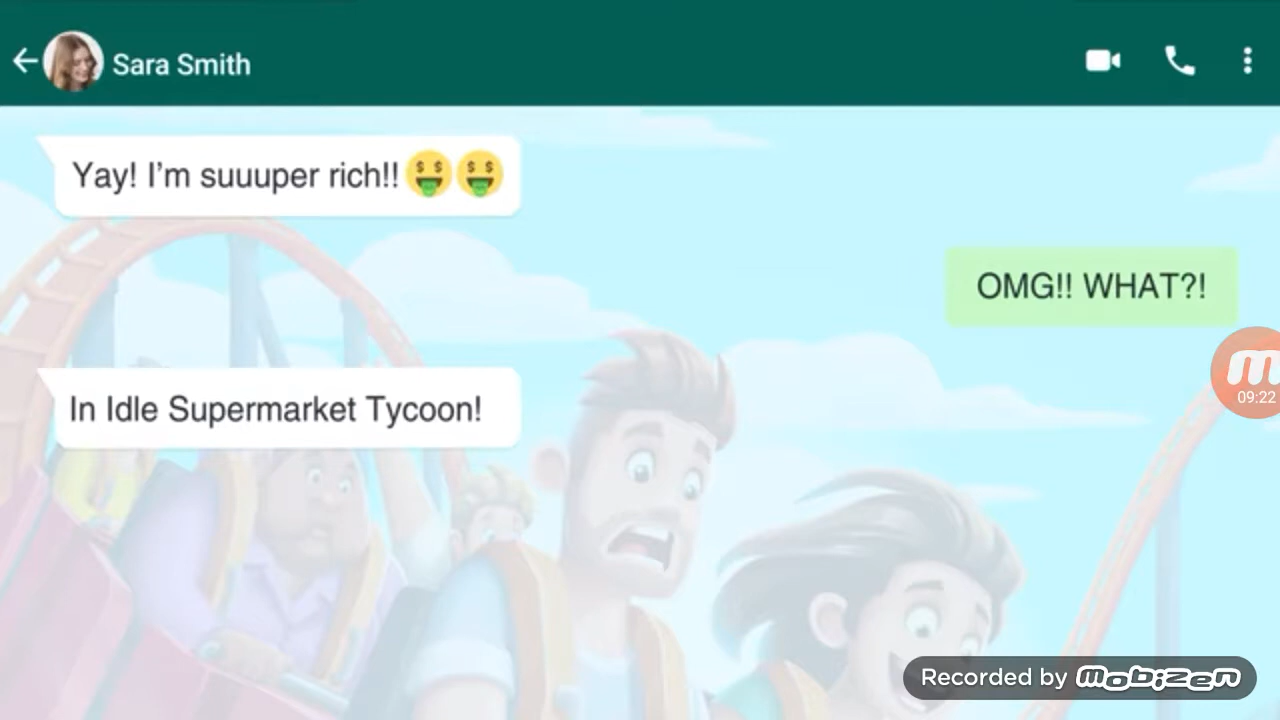 Sara Smith
Yay! I'm suuuper rich!!🤑🤑
OMG!! WHAT?!
In Idle Supermarket Tycoon!
09:22
Recorded by Mobizen